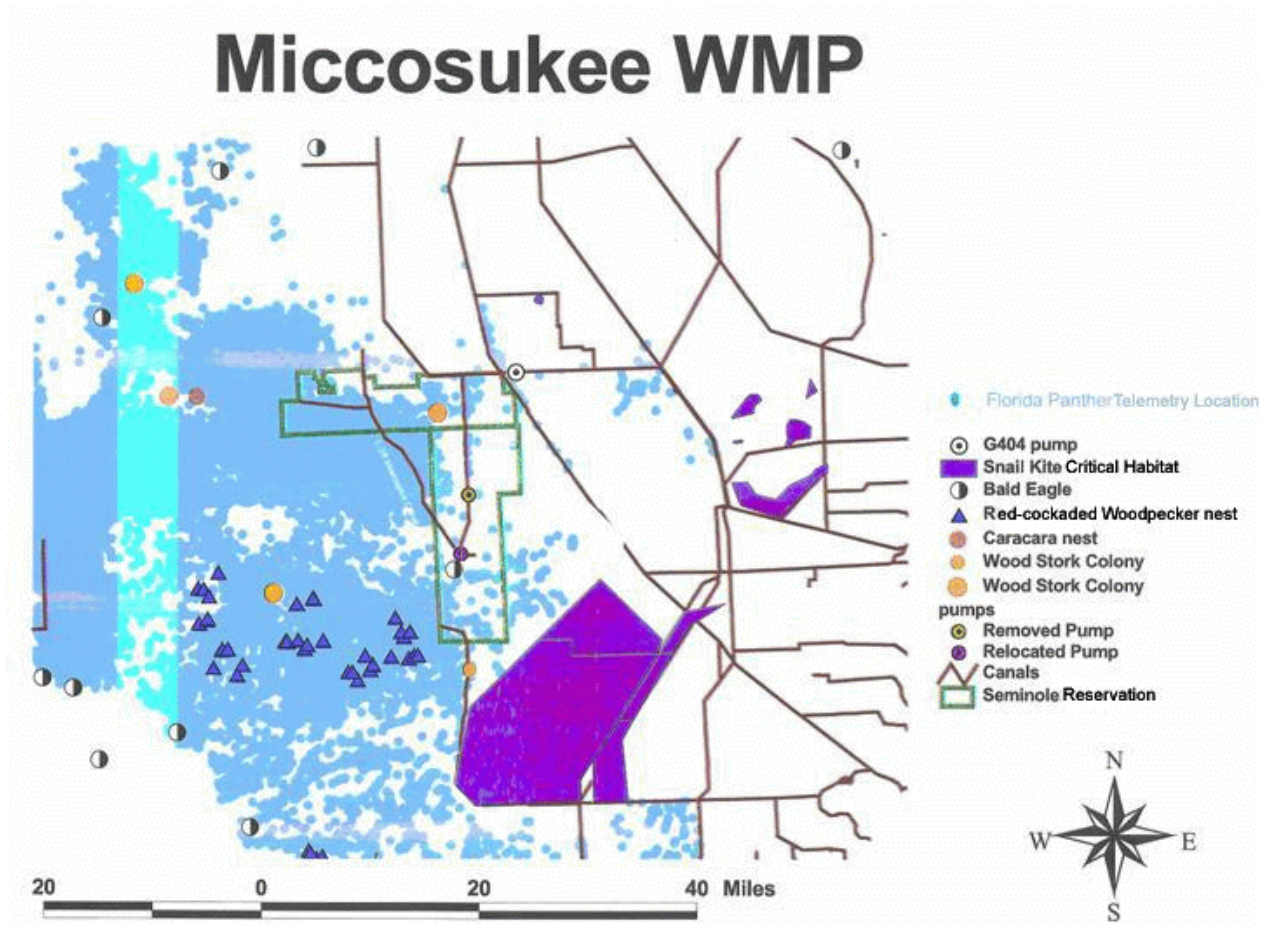 Miccosukee WMP
Florida Panther Telemetry Location
G404 pump
Snail Kite Critical Habitat
Bald Eagle
Red-cockaded Woodpecker nest
Caracara nest
Wood Stork Colony
Wood Stork Colony
pumps
Removed Pump
Relocated Pump
Canals
Seminole Reservation
N
W E
S
20 0 20 40 Miles